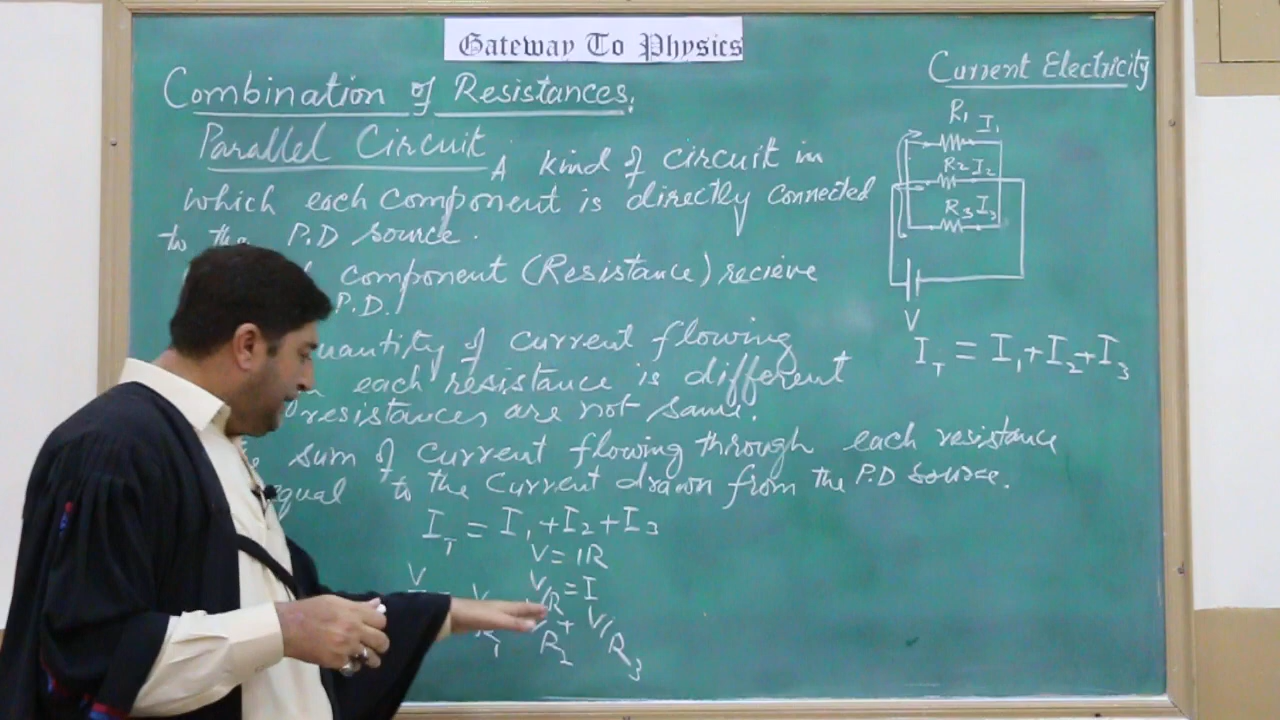 Gateway To Physics
Current Electricity
Combination of Resistances,
Parallel Circuit
A kind of circuit in
which each component is directly connected
to the P.D source.
component (Resistance) recieve
P.D.
uantity of current flowing
each resistance is different
resistances are not same.
sum of current flowing through each resistance
equal to the current drawn from the P.D source.
I_T = I_1 + I_2 + I_3
V = IR
V/R = I
V
V
R_2 + V/R_3
R_1 I_1
R_2 I_2
R_3 I_3
V
I_T = I_1 + I_2 + I_3